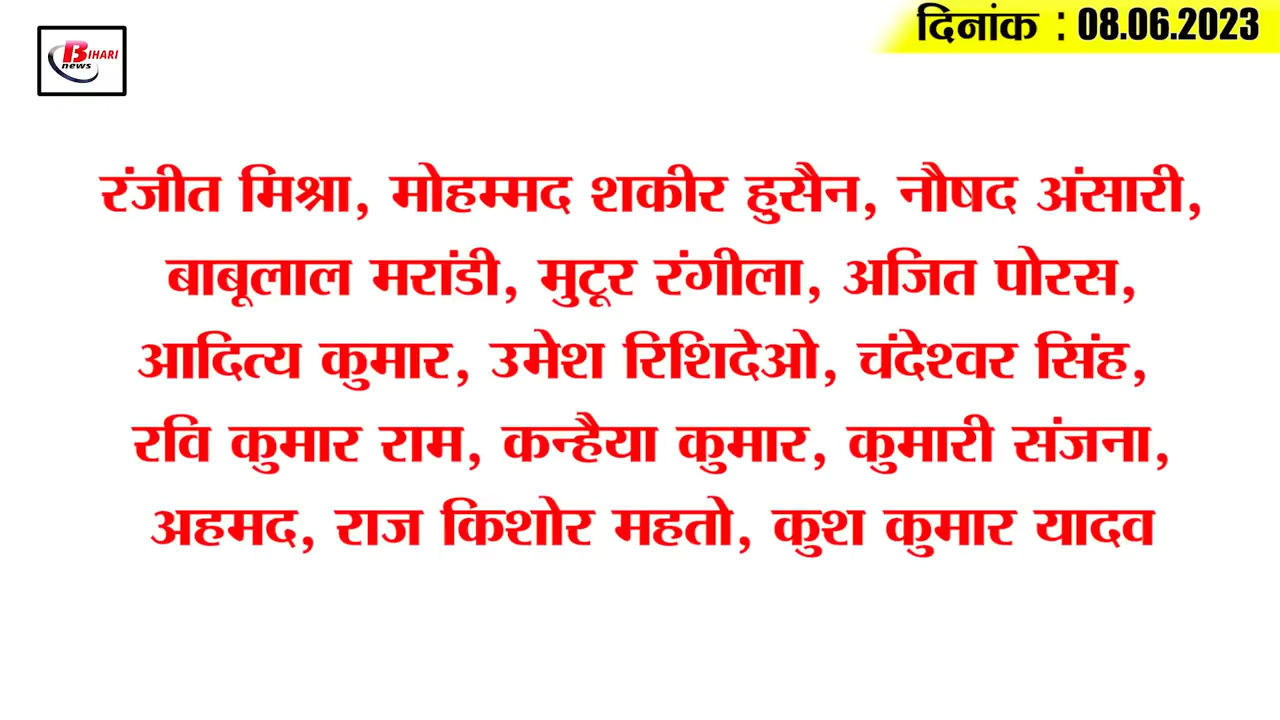 BIHARI
news
दिनांक : 08.06.2023
रंजीत मिश्रा, मोहम्मद शकीर हुसैन, नौषद अंसारी,
बाबूलाल मरांडी, मुटूर रंगीला, अजित पोरस,
आदित्य कुमार, उमेश रिशिदेओ, चंदेश्वर सिंह,
रवि कुमार राम, कन्हैया कुमार, कुमारी संजना,
अहमद, राज किशोर महतो, कुश कुमार यादव